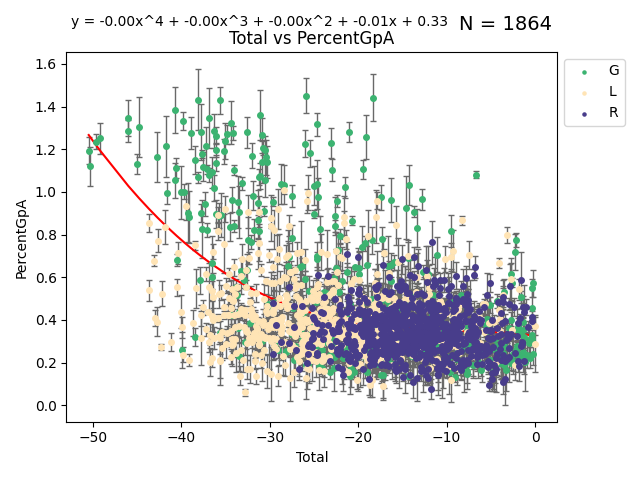 y = -0.00x^4 + -0.00x^3 + -0.00x^2 + -0.01x + 0.33 N = 1864
Total vs PercentGpA
G
L
R
PercentGpA
1.6
1.4
1.2
1.0
0.8
0.6
0.4
0.2
0.0
−50 −40 −30 −20 −10 0
Total